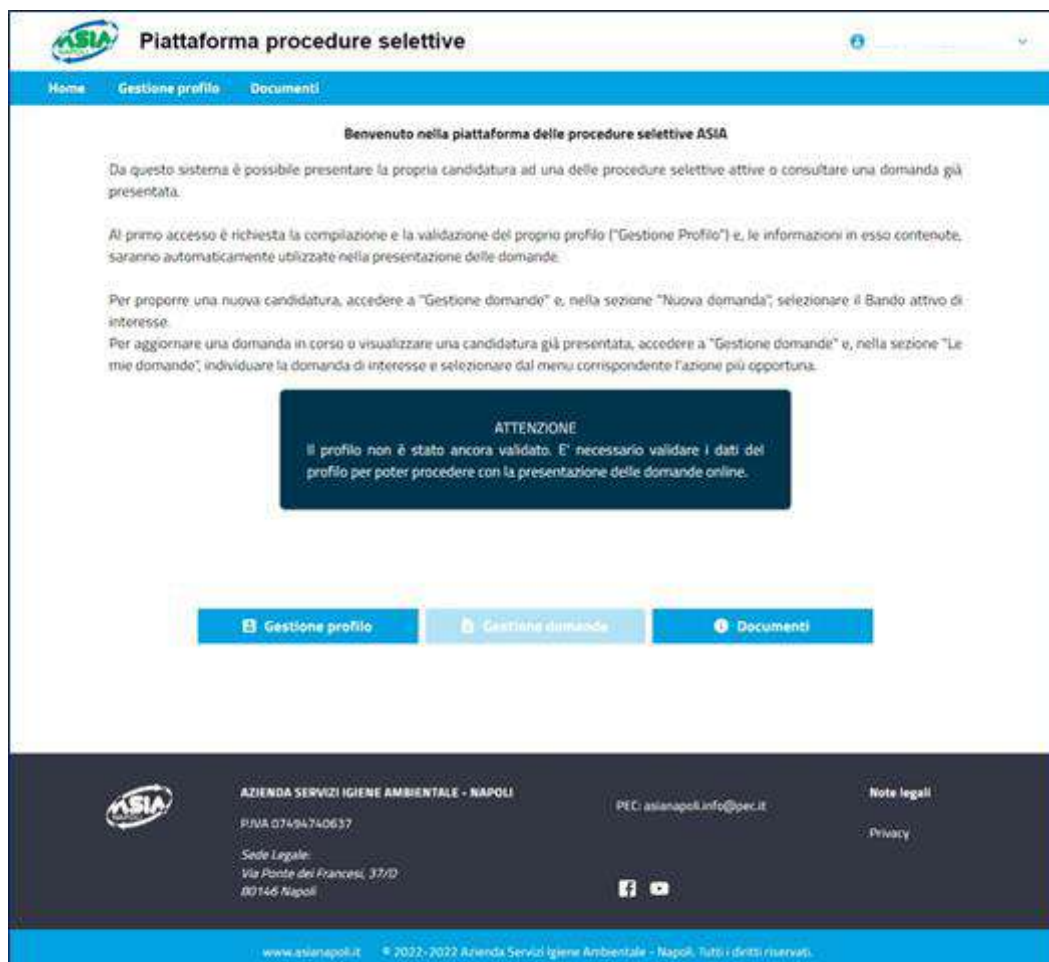 ASIA
Piattaforma procedure selettive
Home Gestione profilo Documenti
Benvenuto nella piattaforma delle procedure selettive ASIA
Da questo sistema è possibile presentare la propria candidatura ad una delle procedure selettive attive o consultare una domanda già
presentata.
Al primo accesso è richiesta la compilazione e la validazione del proprio profilo ("Gestione Profilo") e, le informazioni in esso contenute,
saranno automaticamente utilizzate nella presentazione delle domande.
Per proporre una nuova candidatura, accedere a "Gestione domande" e, nella sezione "Nuova domanda", selezionare il Bando attivo di
interesse.
Per aggiornare una domanda in corso o visualizzare una candidatura già presentata, accedere a "Gestione domande" e, nella sezione "Le
mie domande", individuare la domanda di interesse e selezionare dal menu corrispondente l'azione più opportuna.
ATTENZIONE
Il profilo non è stato ancora validato. E' necessario validare i dati del
profilo per poter procedere con la presentazione delle domande online.
Gestione profilo Gestione domande Documenti
ASIA
AZIENDA SERVIZI IGIENE AMBIENTALE - NAPOLI
P.IVA 07494740637
Sede Legale:
Via Ponte dei Francesi, 37/D
80146 Napoli
PEC: asianapoli.info@pec.it
Note legali
Privacy
www.asianapoli.it © 2022-2022 Azienda Servizi Igiene Ambientale - Napoli. Tutti i diritti riservati.